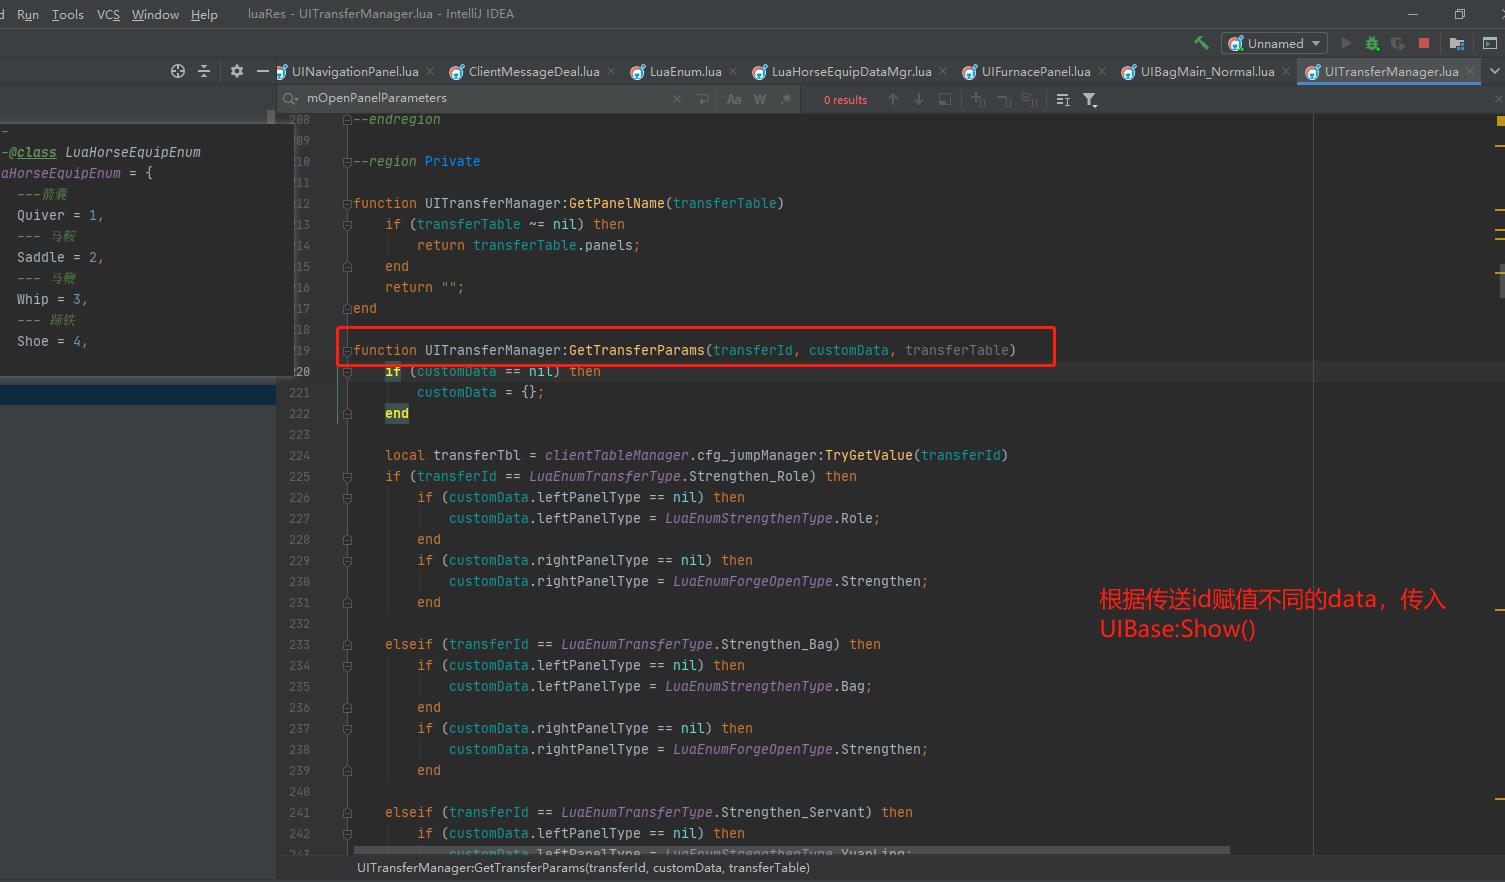 Run Tools VCS Window Help luaRes - UITransferManager.lua - IntelliJ IDEA
Unnamed
UINavigationPanel.lua ClientMessageDeal.lua LuaEnum.lua LuaHorseEquipDataMgr.lua UIFurnacePanel.lua UIBagMain_Normal.lua UITransferManager.lua
mOpenPanelParameters Aa W .* 0 results
-@class LuaHorseEquipEnum
aHorseEquipEnum = {
---箭囊
Quiver = 1,
--- 马鞍
Saddle = 2,
--- 马鞭
Whip = 3,
--- 蹄铁
Shoe = 4,
208 --endregion
209
210 --region Private
211
212 function UITransferManager:GetPanelName(transferTable)
213 if (transferTable ~= nil) then
214 return transferTable.panels;
215 end
216 return "";
217 end
218
219 function UITransferManager:GetTransferParams(transferId, customData, transferTable)
220 if (customData == nil) then
221 customData = {};
222 end
223
224 local transferTbl = clientTableManager.cfg_jumpManager:TryGetValue(transferId)
225 if (transferId == LuaEnumTransferType.Strengthen_Role) then
226 if (customData.leftPanelType == nil) then
227 customData.leftPanelType = LuaEnumStrengthenType.Role;
228 end
229 if (customData.rightPanelType == nil) then
230 customData.rightPanelType = LuaEnumForgeOpenType.Strengthen;
231 end
232
233 elseif (transferId == LuaEnumTransferType.Strengthen_Bag) then
234 if (customData.leftPanelType == nil) then
235 customData.leftPanelType = LuaEnumStrengthenType.Bag;
236 end
237 if (customData.rightPanelType == nil) then
238 customData.rightPanelType = LuaEnumForgeOpenType.Strengthen;
239 end
240
241 elseif (transferId == LuaEnumTransferType.Strengthen_Servant) then
242 if (customData.leftPanelType == nil) then
243 customData.leftPanelType = LuaEnumStrengthenType.YuanLing;
根据传送id赋值不同的data，传入
UIBase:Show()
UITransferManager:GetTransferParams(transferId, customData, transferTable)